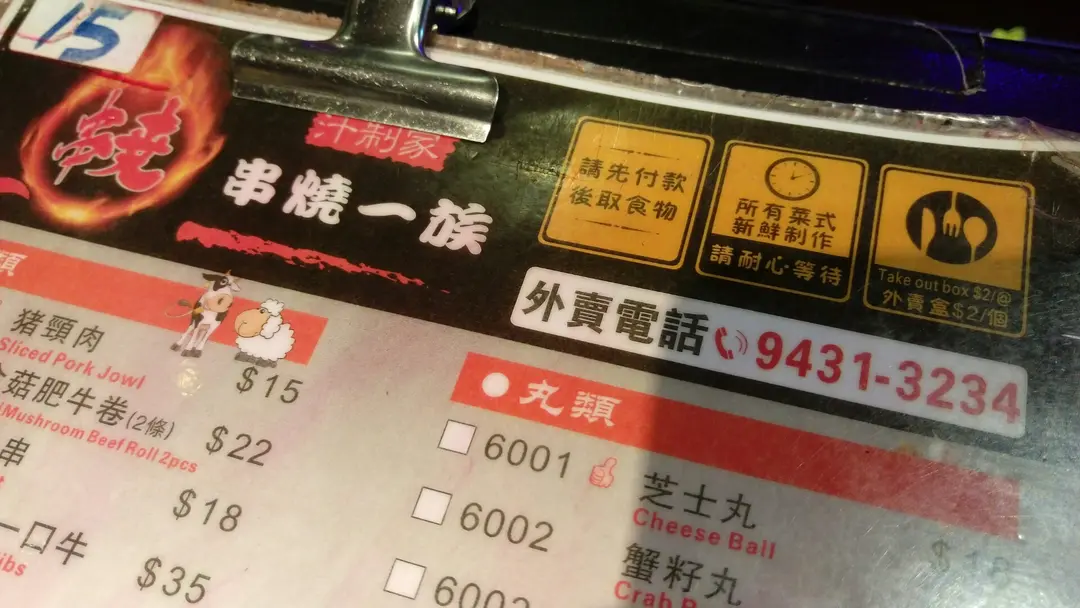 15
串燒
汁制家
串燒一族
請先付款
後取食物
所有菜式
新鮮制作
請耐心等待
Take out box $2/@
外賣盒$2/個
外賣電話 9431-3234
類
猪頸肉
Sliced Pork Jowl
$15
菇肥牛卷(2條)
Mushroom Beef Roll 2pcs
$22
串
$18
一口牛
ibs
$35
丸類
6001
芝士丸
Cheese Ball
6002
蟹籽丸
Crab